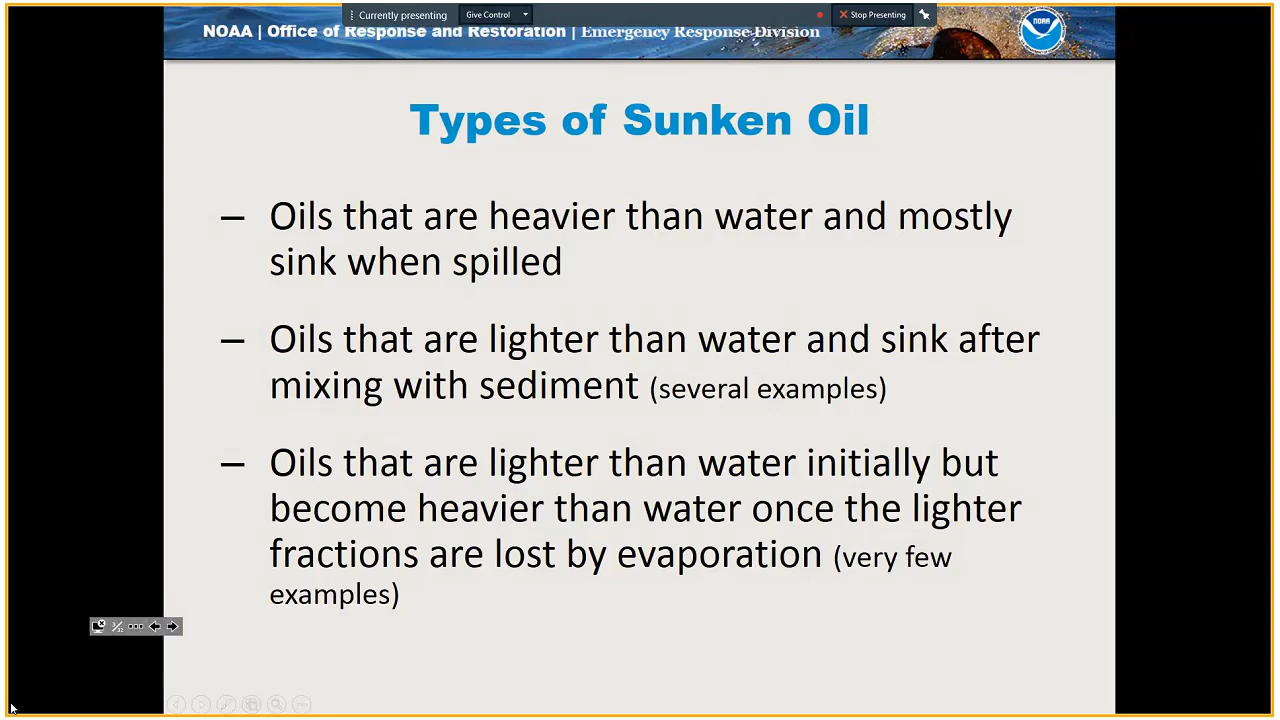 Currently presenting
Give Control
Stop Presenting
NOAA | Office of Response and Restoration | Emergency Response Division
NOAA
Types of Sunken Oil
– Oils that are heavier than water and mostly
sink when spilled
– Oils that are lighter than water and sink after
mixing with sediment (several examples)
– Oils that are lighter than water initially but
become heavier than water once the lighter
fractions are lost by evaporation (very few
examples)
3/32